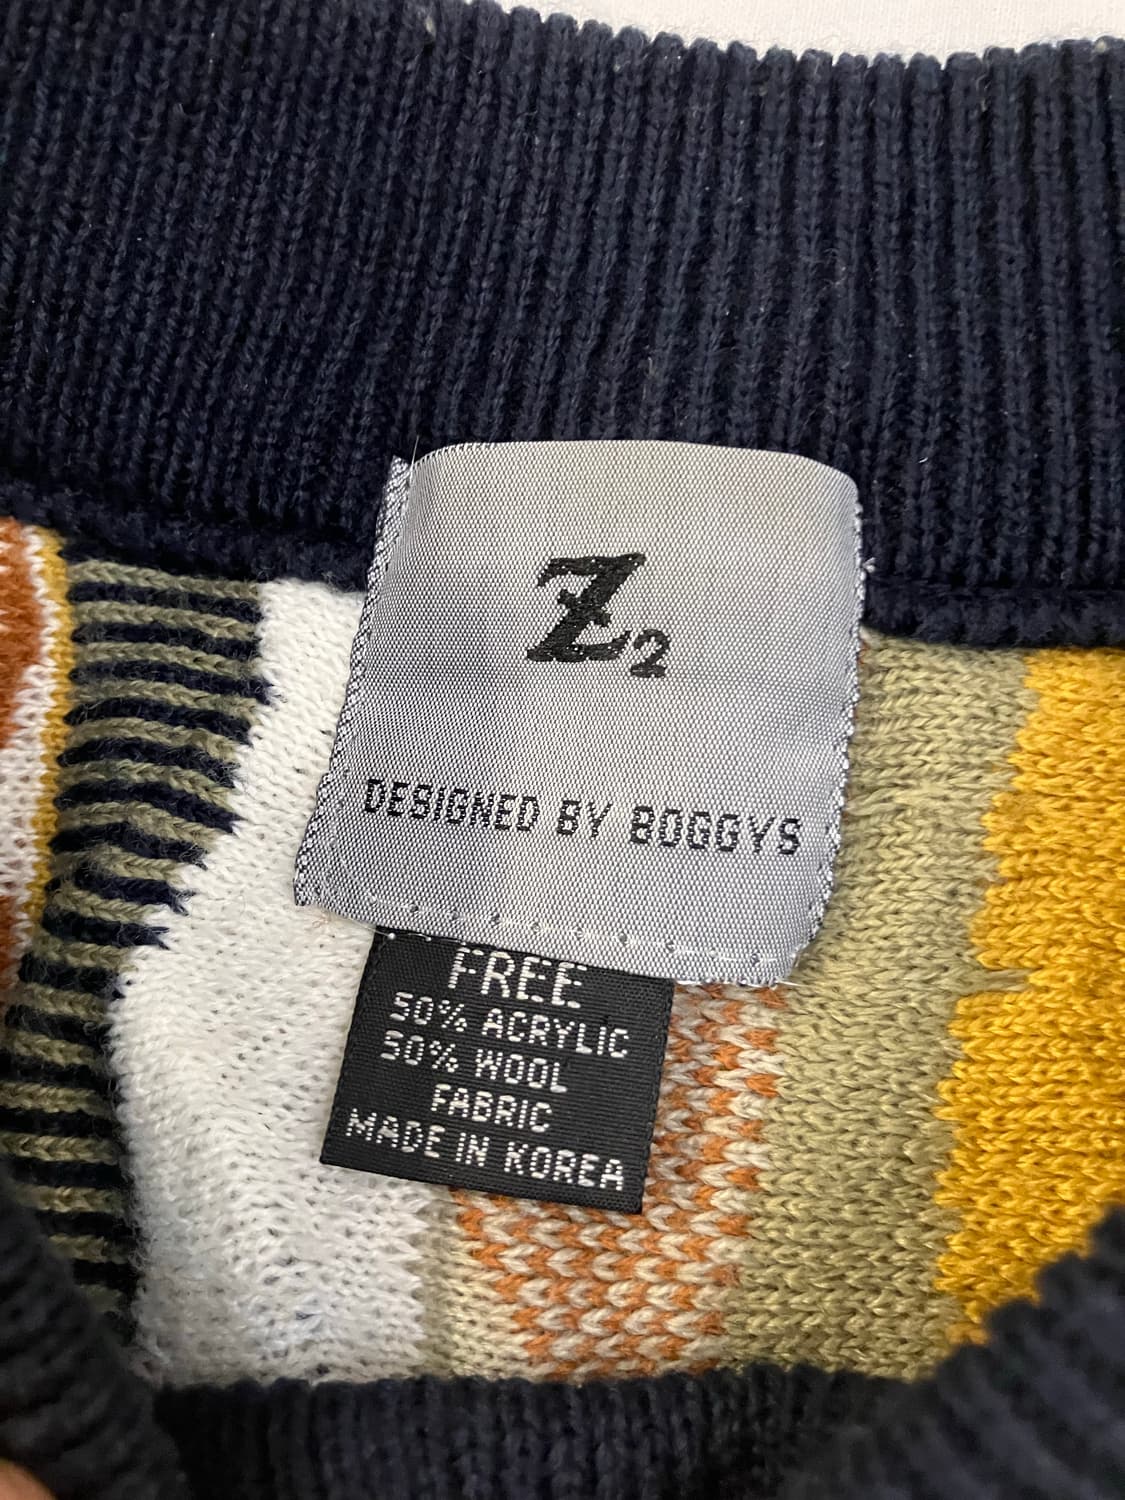 Z2
DESIGNED BY BOGGYS
FREE
50% ACRYLIC
50% WOOL
FABRIC
MADE IN KOREA